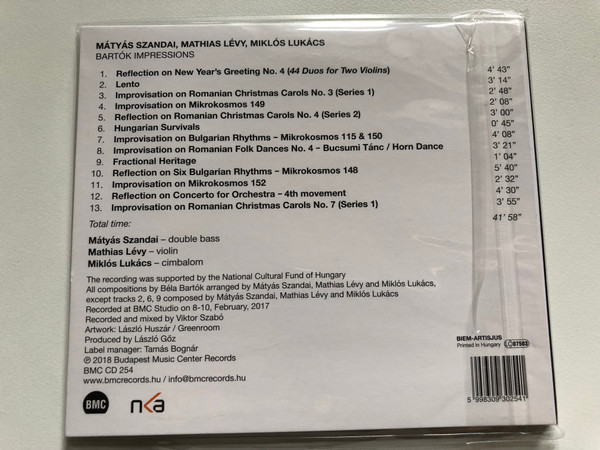 MÁTYÁS SZANDAI, MATHIAS LÉVY, MIKLÓS LUKÁCS
BARTÓK IMPRESSIONS
1. Reflection on New Year's Greeting No. 4 (44 Duos for Two Violins) 4' 43"
2. Lento 3' 14"
3. Improvisation on Romanian Christmas Carols No. 3 (Series 1) 2' 48"
4. Improvisation on Mikrokosmos 149 2' 08"
5. Reflection on Romanian Christmas Carols No. 4 (Series 2) 3' 00"
6. Hungarian Survivals 0' 45"
7. Improvisation on Bulgarian Rhythms – Mikrokosmos 115 & 150 4' 08"
8. Improvisation on Romanian Folk Dances No. 4 – Bucsumi Tánc / Horn Dance 3' 21"
9. Fractional Heritage 1' 04"
10. Reflection on Six Bulgarian Rhythms – Mikrokosmos 148 5' 40"
11. Improvisation on Mikrokosmos 152 2' 32"
12. Reflection on Concerto for Orchestra – 4th movement 4' 30"
13. Improvisation on Romanian Christmas Carols No. 7 (Series 1) 3' 55"
Total time: 41' 58"
Mátyás Szandai – double bass
Mathias Lévy – violin
Miklós Lukács – cimbalom
The recording was supported by the National Cultural Fund of Hungary
All compositions by Béla Bartók arranged by Mátyás Szandai, Mathias Lévy and Miklós Lukács,
except tracks 2, 6, 9 composed by Mátyás Szandai, Mathias Lévy and Miklós Lukács
Recorded at BMC Studio on 8-10, February, 2017
Recorded and mixed by Viktor Szabó
Artwork: László Huszár / Greenroom
Produced by László Gőz
Label manager: Tamás Bognár
℗ 2018 Budapest Music Center Records
BMC CD 254
www.bmcrecords.hu / info@bmcrecords.hu
BIEM-ARTISJUS
Printed in Hungary LC 87983
BMC nka
5 998309 302541